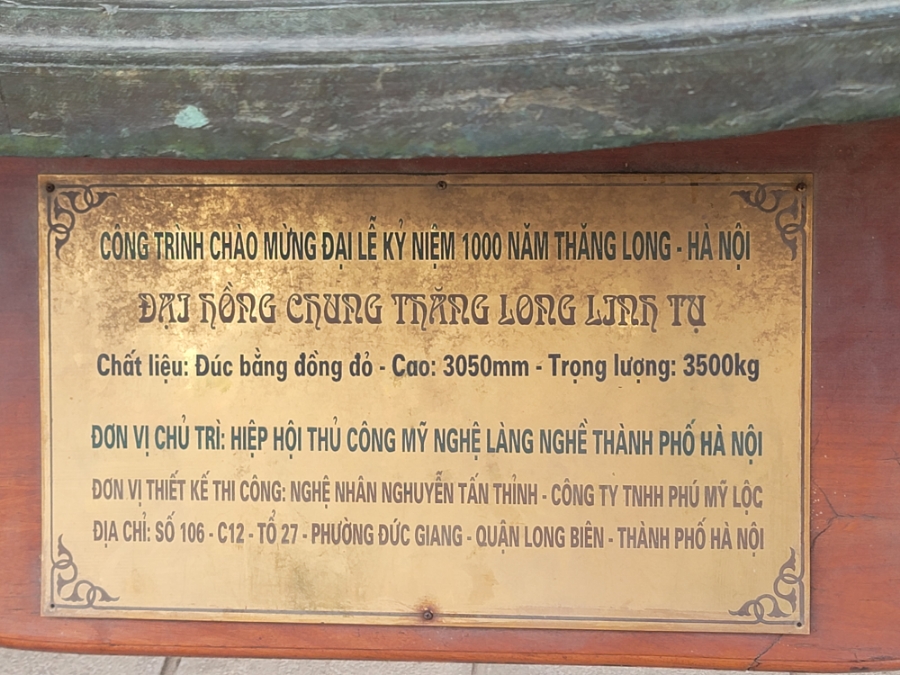 CÔNG TRÌNH CHÀO MỪNG ĐẠI LỄ KỶ NIỆM 1000 NĂM THĂNG LONG - HÀ NỘI
ĐẠI HỒNG CHUNG THĂNG LONG LINH TỤ
Chất liệu: Đúc bằng đồng đỏ - Cao: 3050mm - Trọng lượng: 3500kg
ĐƠN VỊ CHỦ TRÌ: HIỆP HỘI THỦ CÔNG MỸ NGHỆ LÀNG NGHỀ THÀNH PHỐ HÀ NỘI
ĐƠN VỊ THIẾT KẾ THI CÔNG: NGHỆ NHÂN NGHUYỄN TẤN THỈNH - CÔNG TY TNHH PHÚ MỸ LỘC
ĐỊA CHỈ: SỐ 106 - C12 - TỔ 27 - PHƯỜNG ĐỨC GIANG - QUẬN LONG BIÊN - THÀNH PHỐ HÀ NỘI